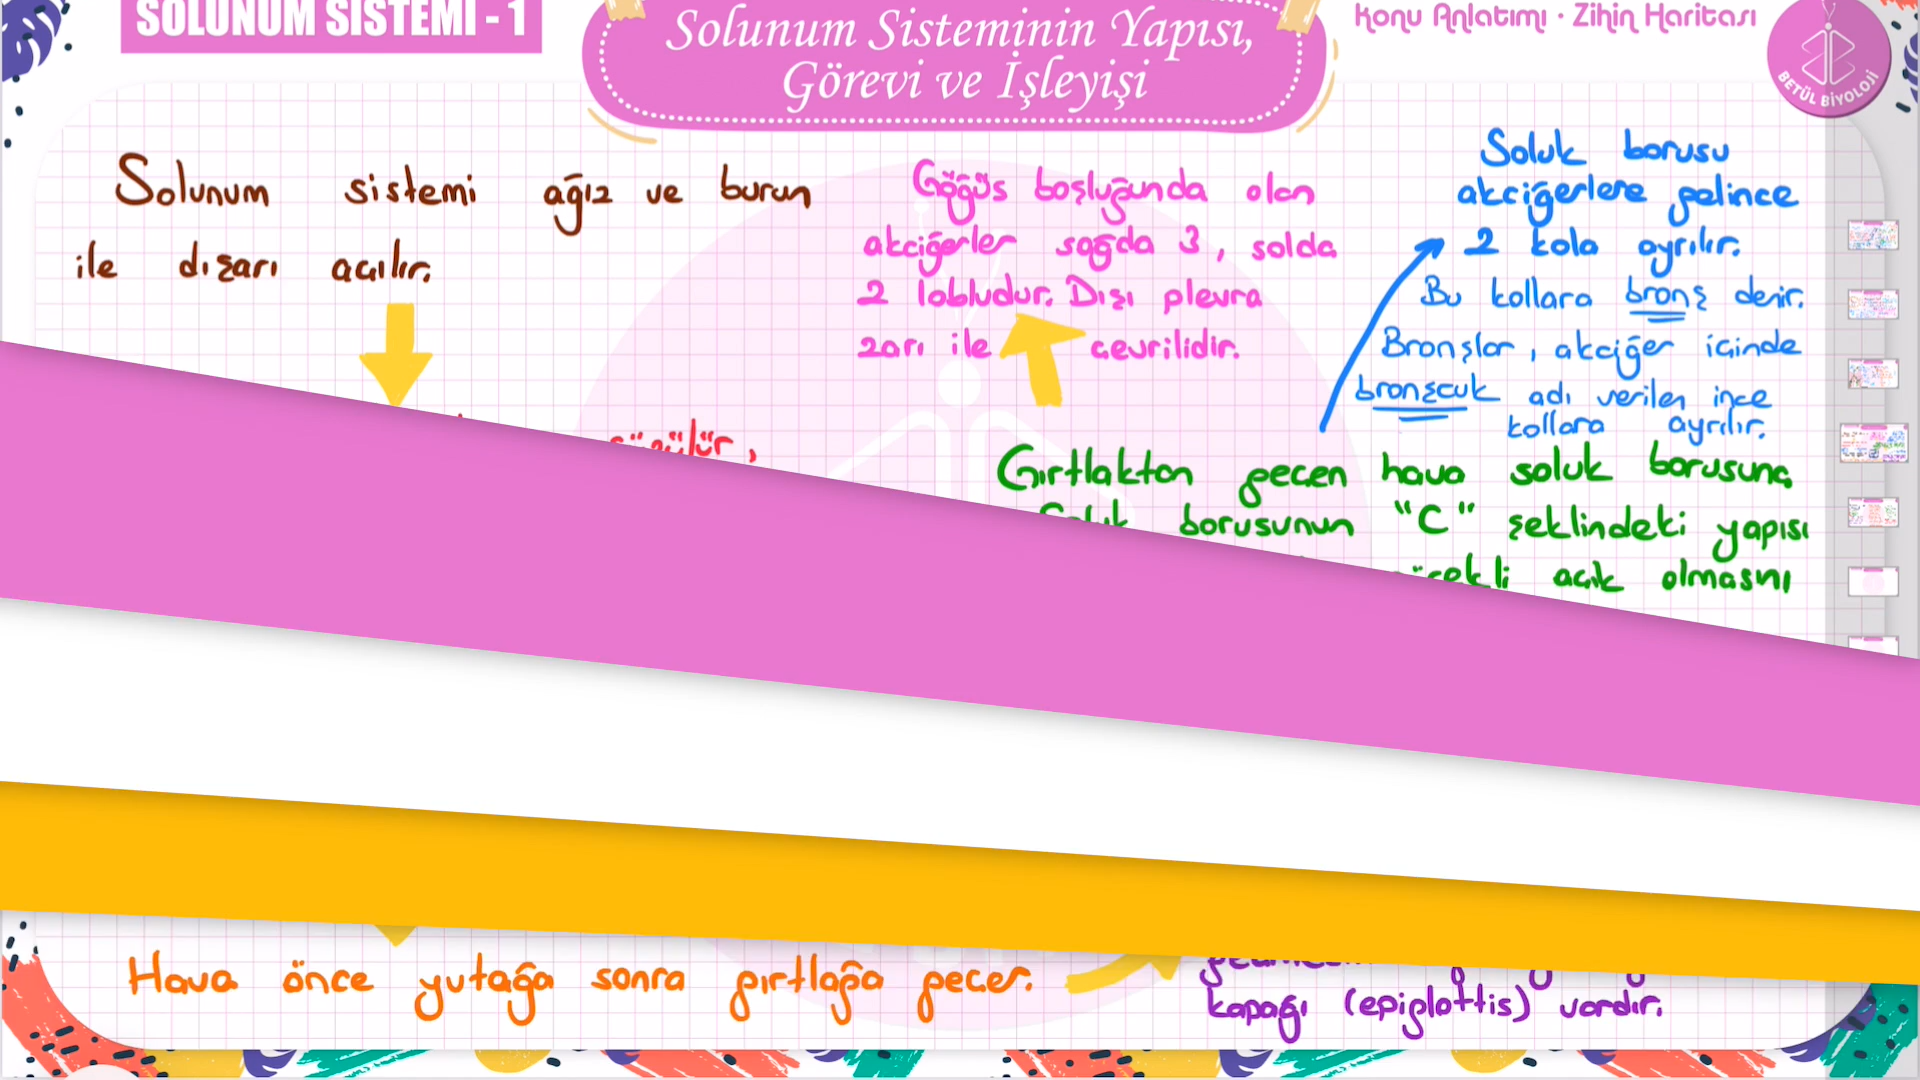 SOLUNUM SİSTEMİ - 1
Solunum Sisteminin Yapısı,
Görevi ve İşleyişi
Konu Anlatımı · Zihin Haritası
BETÜL BİYOLOJİ
Solunum sistemi ağız ve burun
ile dışarı açılır.
Göğüs boşluğunda olan
akciğerler sağda 3, solda
2 lobludur. Dışı plevra
zarı ile çevrilidir.
Soluk borusu
akciğerlere gelince
2 kola ayrılır.
Bu kollara bronş denir.
Bronşlar, akciğer içinde
bronşcuk adı verilen ince
kollara ayrılır.
Gırtlaktan geçen hava soluk borusuna
Soluk borusunun "C" şeklindeki yapısı
açık olmasını
Hava önce yutağa sonra gırtlağa geçer.
kapağı (epiglottis) vardır.